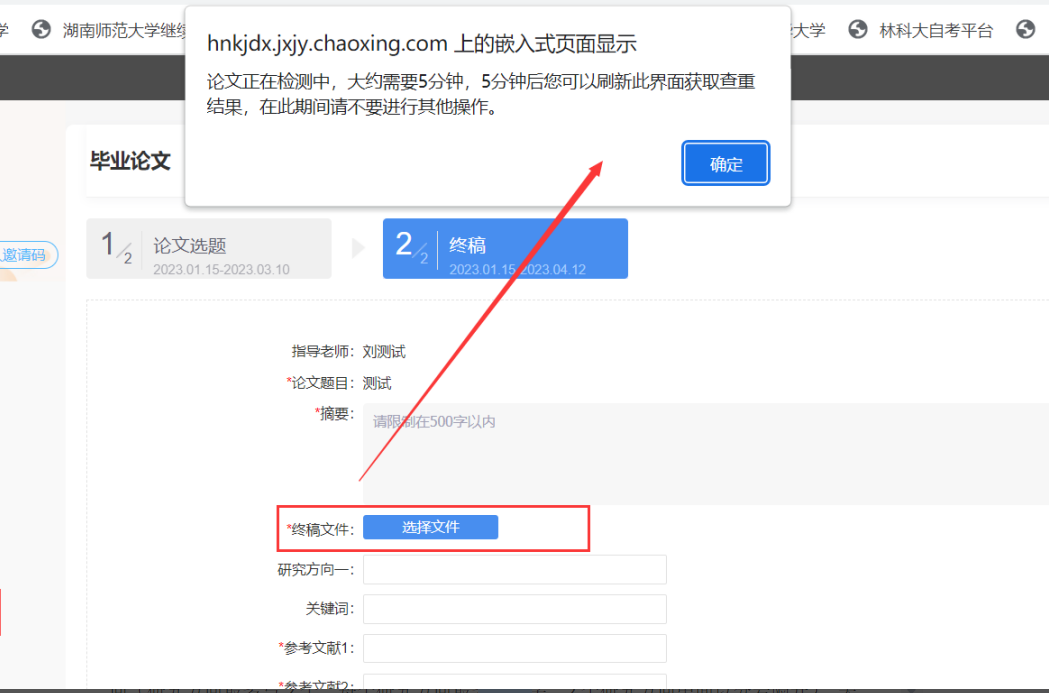 学 湖南师范大学继续 大学 林科大自考平台
hnkjdx.jxjy.chaoxing.com 上的嵌入式页面显示
论文正在检测中，大约需要5分钟，5分钟后您可以刷新此界面获取查重
结果，在此期间请不要进行其他操作。
确定
毕业论文
邀请码
1/2 论文选题
2023.01.15-2023.03.10
2/2 终稿
2023.01.15-2023.04.12
指导老师：刘测试
*论文题目：测试
*摘要：
请限制在500字以内
*终稿文件： 选择文件
研究方向一：
关键词：
*参考文献1：
*参考文献2：